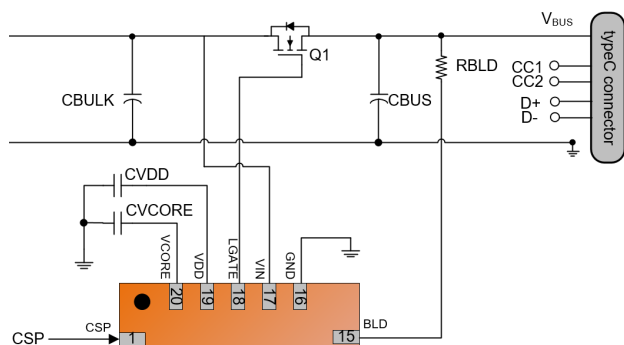 VBUS
Q1
RBLD
CBULK
CBUS
CC1
CC2
D+
D-
typeC connector
CVDD
CVCORE
VCORE
VDD
LGATE
VIN
GND
20
19
18
17
16
CSP
CSP
1
15
BLD